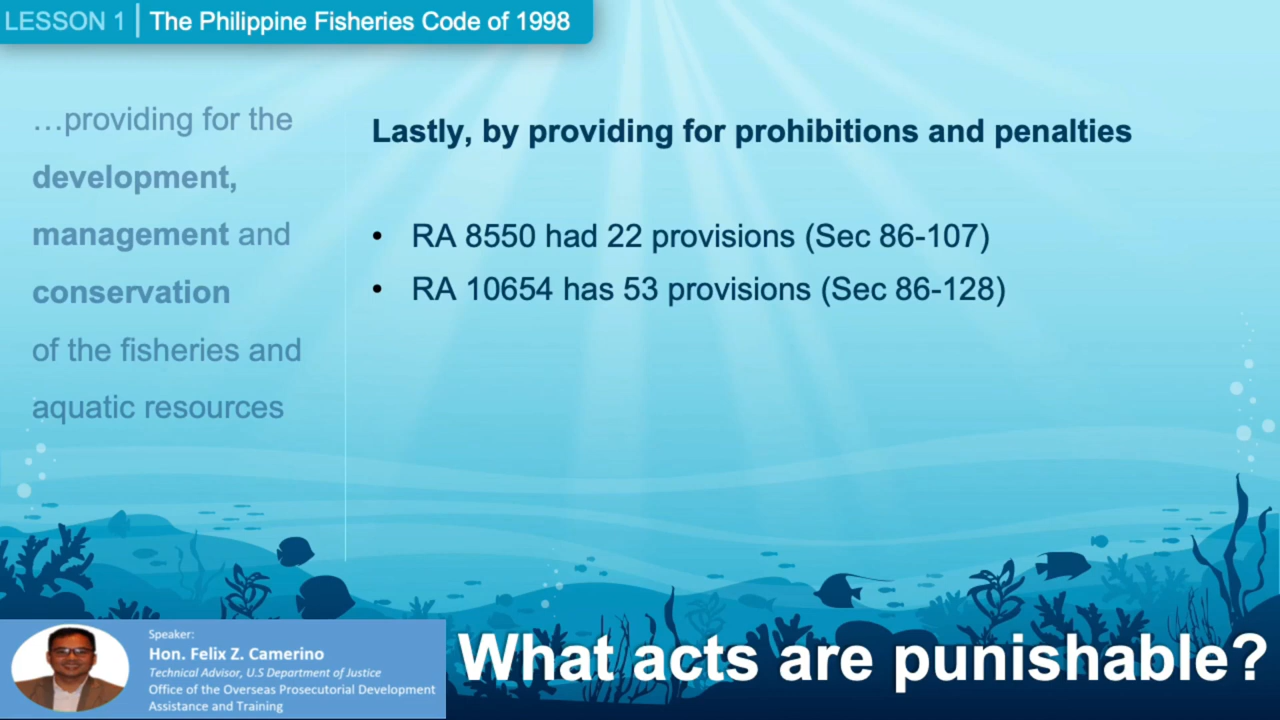 LESSON 1 | The Philippine Fisheries Code of 1998
…providing for the
development,
management and
conservation
of the fisheries and
aquatic resources
Lastly, by providing for prohibitions and penalties
• RA 8550 had 22 provisions (Sec 86-107)
• RA 10654 has 53 provisions (Sec 86-128)
Speaker:
Hon. Felix Z. Camerino
Technical Advisor, U.S Department of Justice
Office of the Overseas Prosecutorial Development
Assistance and Training
What acts are punishable?